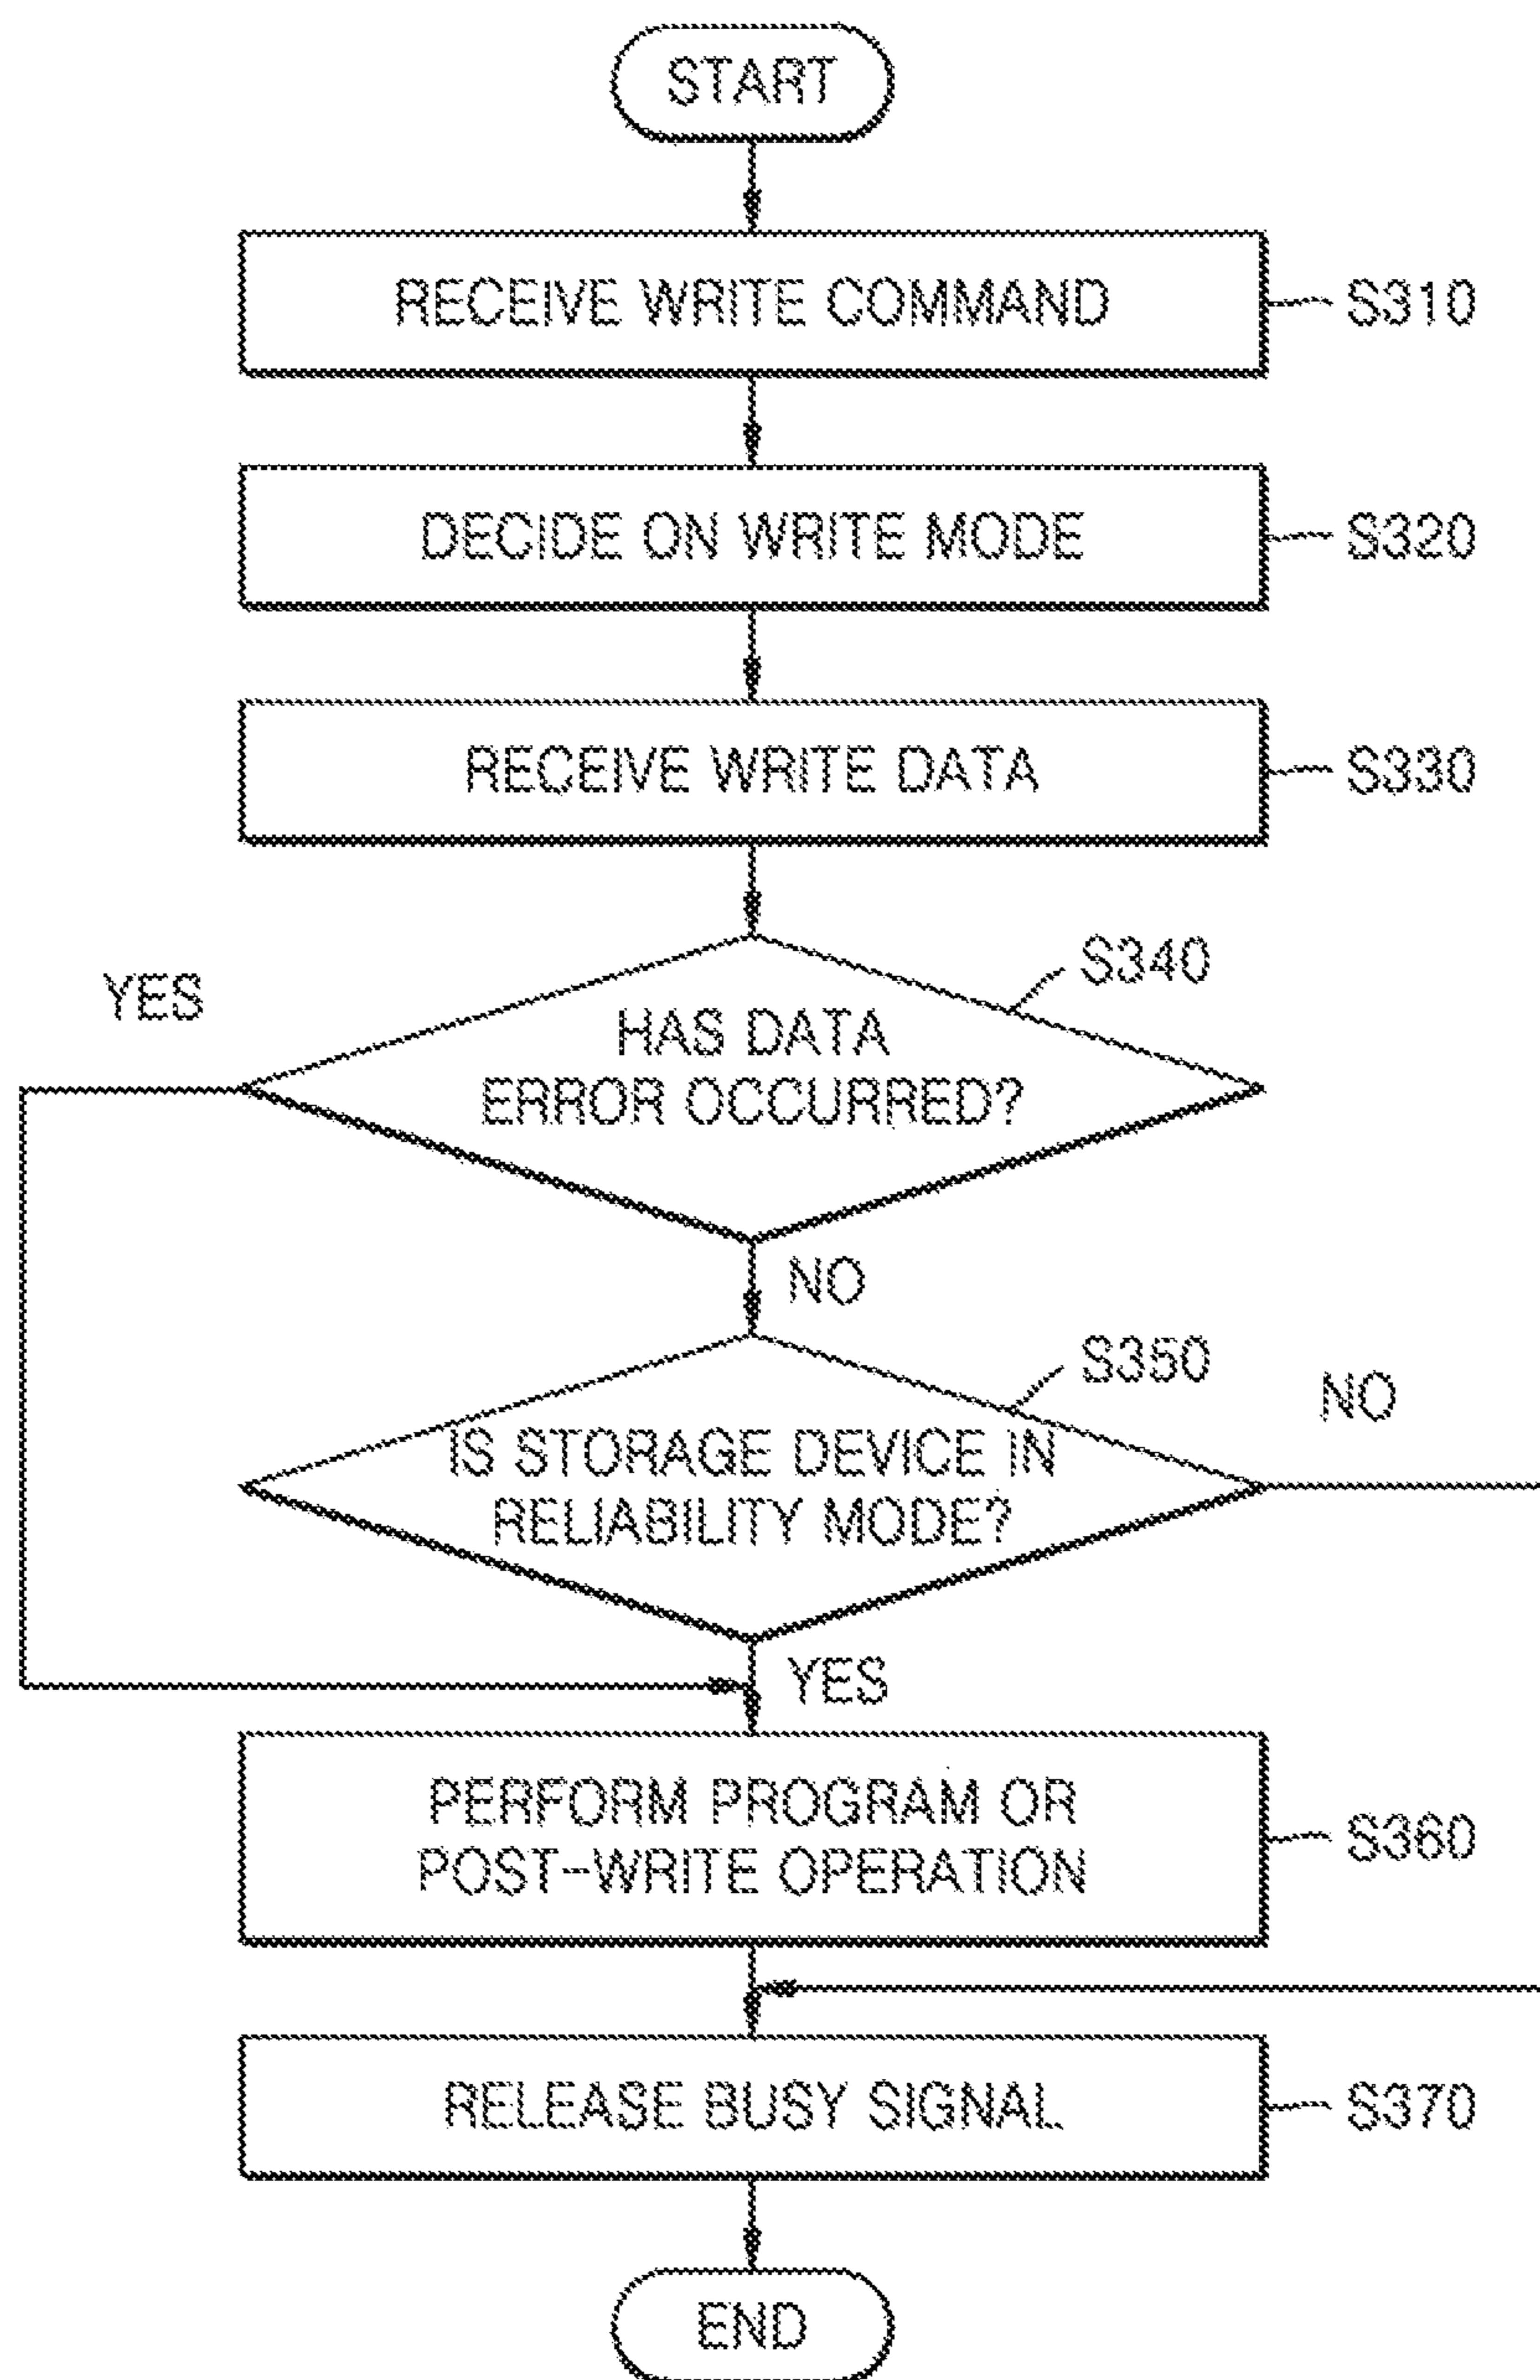 START
RECEIVE WRITE COMMAND
S310
DECIDE ON WRITE MODE
S320
RECEIVE WRITE DATA
S330
S340
YES
HAS DATA
ERROR OCCURRED?
NO
S350
NO
IS STORAGE DEVICE IN
RELIABILITY MODE?
YES
PERFORM PROGRAM OR
POST-WRITE OPERATION
S360
RELEASE BUSY SIGNAL
S370
END